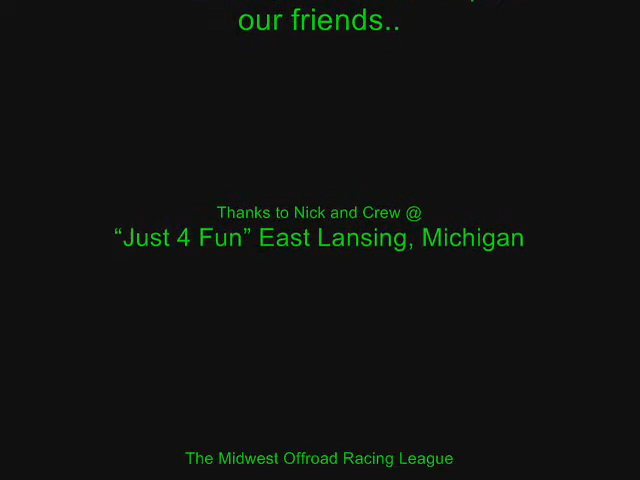 our friends..
Thanks to Nick and Crew @
“Just 4 Fun” East Lansing, Michigan
The Midwest Offroad Racing League